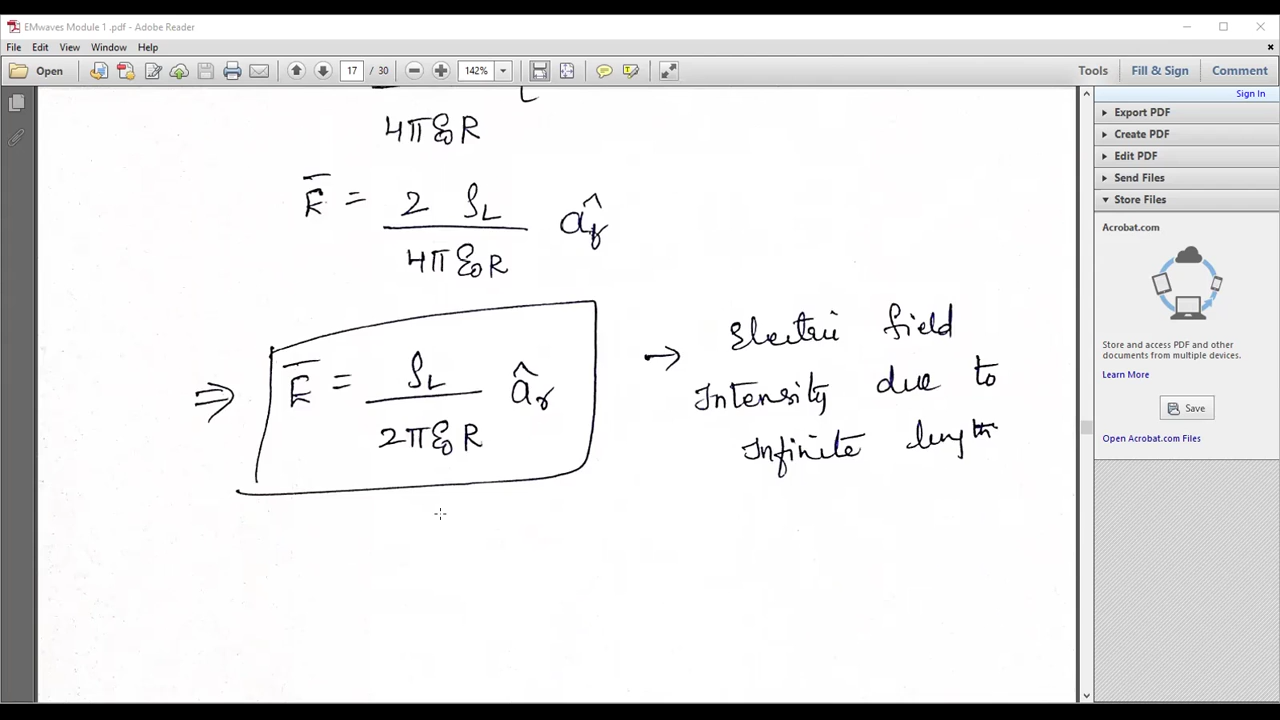 EMwaves Module 1 .pdf - Adobe Reader
File Edit View Window Help
Open 17 / 30 142% Tools Fill & Sign Comment
Sign In
Export PDF
Create PDF
Edit PDF
Send Files
Store Files
Acrobat.com
Store and access PDF and other
documents from multiple devices.
Learn More
Save
Open Acrobat.com Files
4πε₀R
E̅ = 2 ρL / 4πε₀R âr
⇒ E̅ = ρL / 2πε₀R âr
→ Electric field
Intensity due to
Infinite length